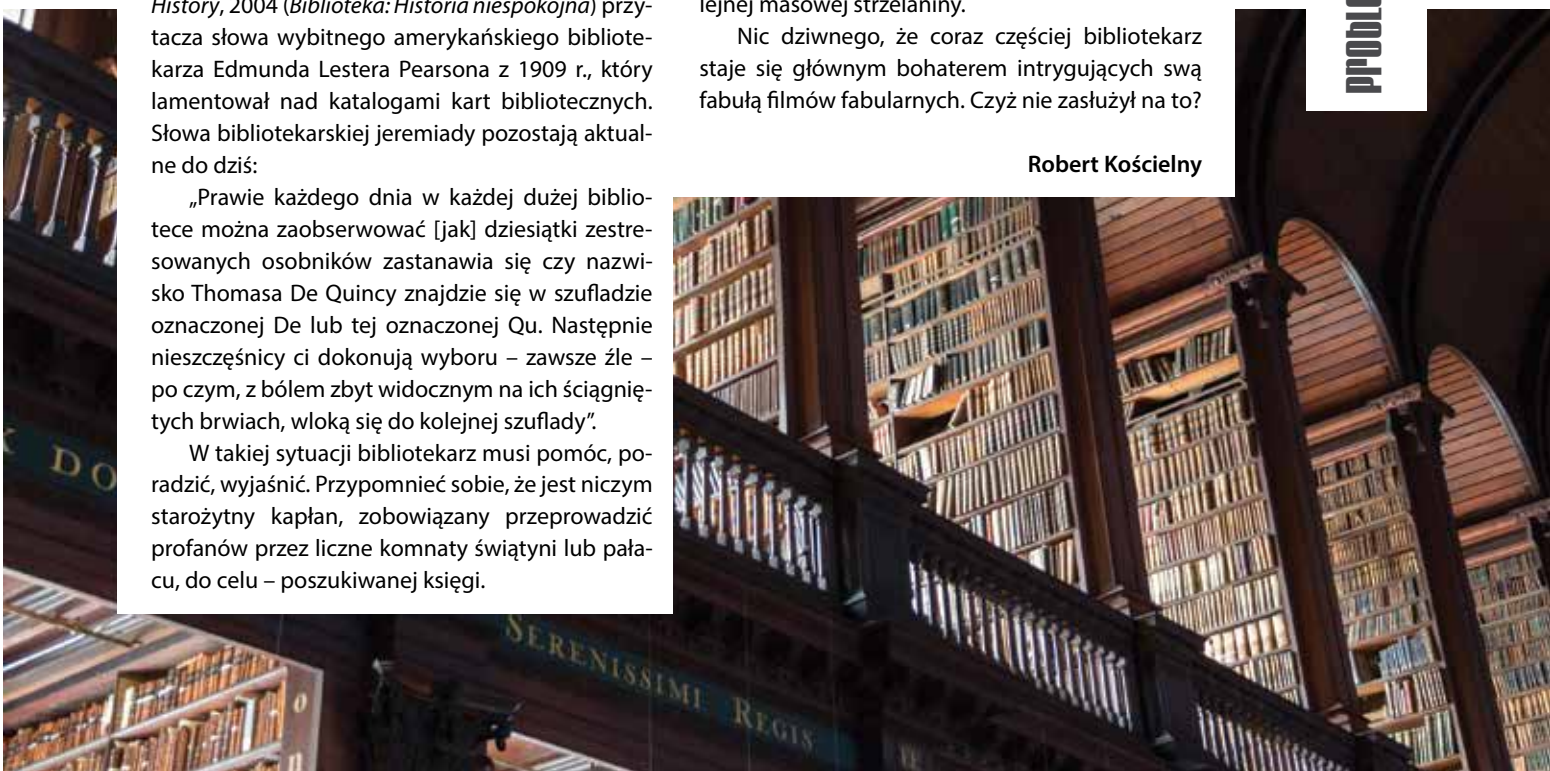 History, 2004 (Biblioteka: Historia niespokojna) przy-
tacza słowa wybitnego amerykańskiego bibliote-
karza Edmunda Lestera Pearsona z 1909 r., który
lamentował nad katalogami kart bibliotecznych.
Słowa bibliotekarskiej jeremiady pozostają aktual-
ne do dziś:
„Prawie każdego dnia w każdej dużej biblio-
tece można zaobserwować [jak] dziesiątki zestre-
sowanych osobników zastanawia się czy nazwi-
sko Thomasa De Quincy znajdzie się w szufladzie
oznaczonej De lub tej oznaczonej Qu. Następnie
nieszczęśnicy ci dokonują wyboru – zawsze źle –
po czym, z bólem zbyt widocznym na ich ściągnię-
tych brwiach, wloką się do kolejnej szuflady”.
W takiej sytuacji bibliotekarz musi pomóc, po-
radzić, wyjaśnić. Przypomnieć sobie, że jest niczym
starożytny kapłan, zobowiązany przeprowadzić
profanów przez liczne komnaty świątyni lub pała-
cu, do celu – poszukiwanej księgi.
lejnej masowej strzelaniny.
Nic dziwnego, że coraz częściej bibliotekarz
staje się głównym bohaterem intrygujących swą
fabułą filmów fabularnych. Czyż nie zasłużył na to?
Robert Kościelny
DO
SERENISSIMI REGIS
O